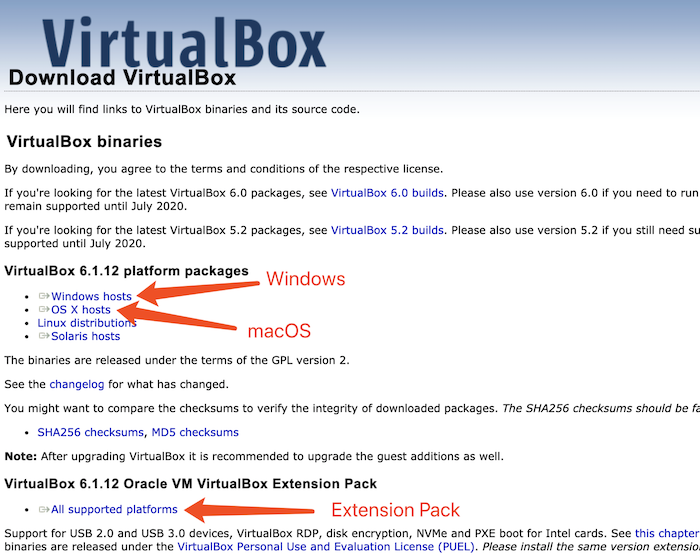 VirtualBox
Download VirtualBox
Here you will find links to VirtualBox binaries and its source code.
VirtualBox binaries
By downloading, you agree to the terms and conditions of the respective license.
If you're looking for the latest VirtualBox 6.0 packages, see VirtualBox 6.0 builds. Please also use version 6.0 if you need to run
remain supported until July 2020.
If you're looking for the latest VirtualBox 5.2 packages, see VirtualBox 5.2 builds. Please also use version 5.2 if you still need su
supported until July 2020.
VirtualBox 6.1.12 platform packages
Windows
• Windows hosts
• OS X hosts
• Linux distributions
macOS
• Solaris hosts
The binaries are released under the terms of the GPL version 2.
See the changelog for what has changed.
You might want to compare the checksums to verify the integrity of downloaded packages. The SHA256 checksums should be fa
• SHA256 checksums, MD5 checksums
Note: After upgrading VirtualBox it is recommended to upgrade the guest additions as well.
VirtualBox 6.1.12 Oracle VM VirtualBox Extension Pack
• All supported platforms
Extension Pack
Support for USB 2.0 and USB 3.0 devices, VirtualBox RDP, disk encryption, NVMe and PXE boot for Intel cards. See this chapter
binaries are released under the VirtualBox Personal Use and Evaluation License (PUEL). Please install the same version extens